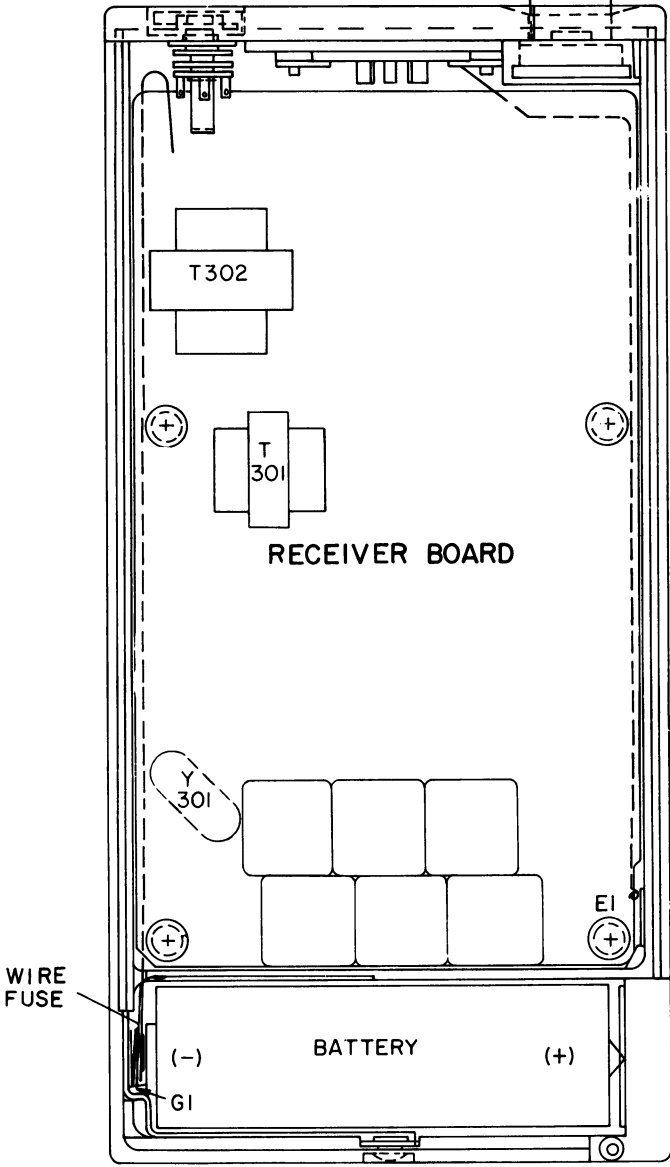 T302
T
301
RECEIVER BOARD
Y
301
E1
WIRE
FUSE
(-)
BATTERY
(+)
G1